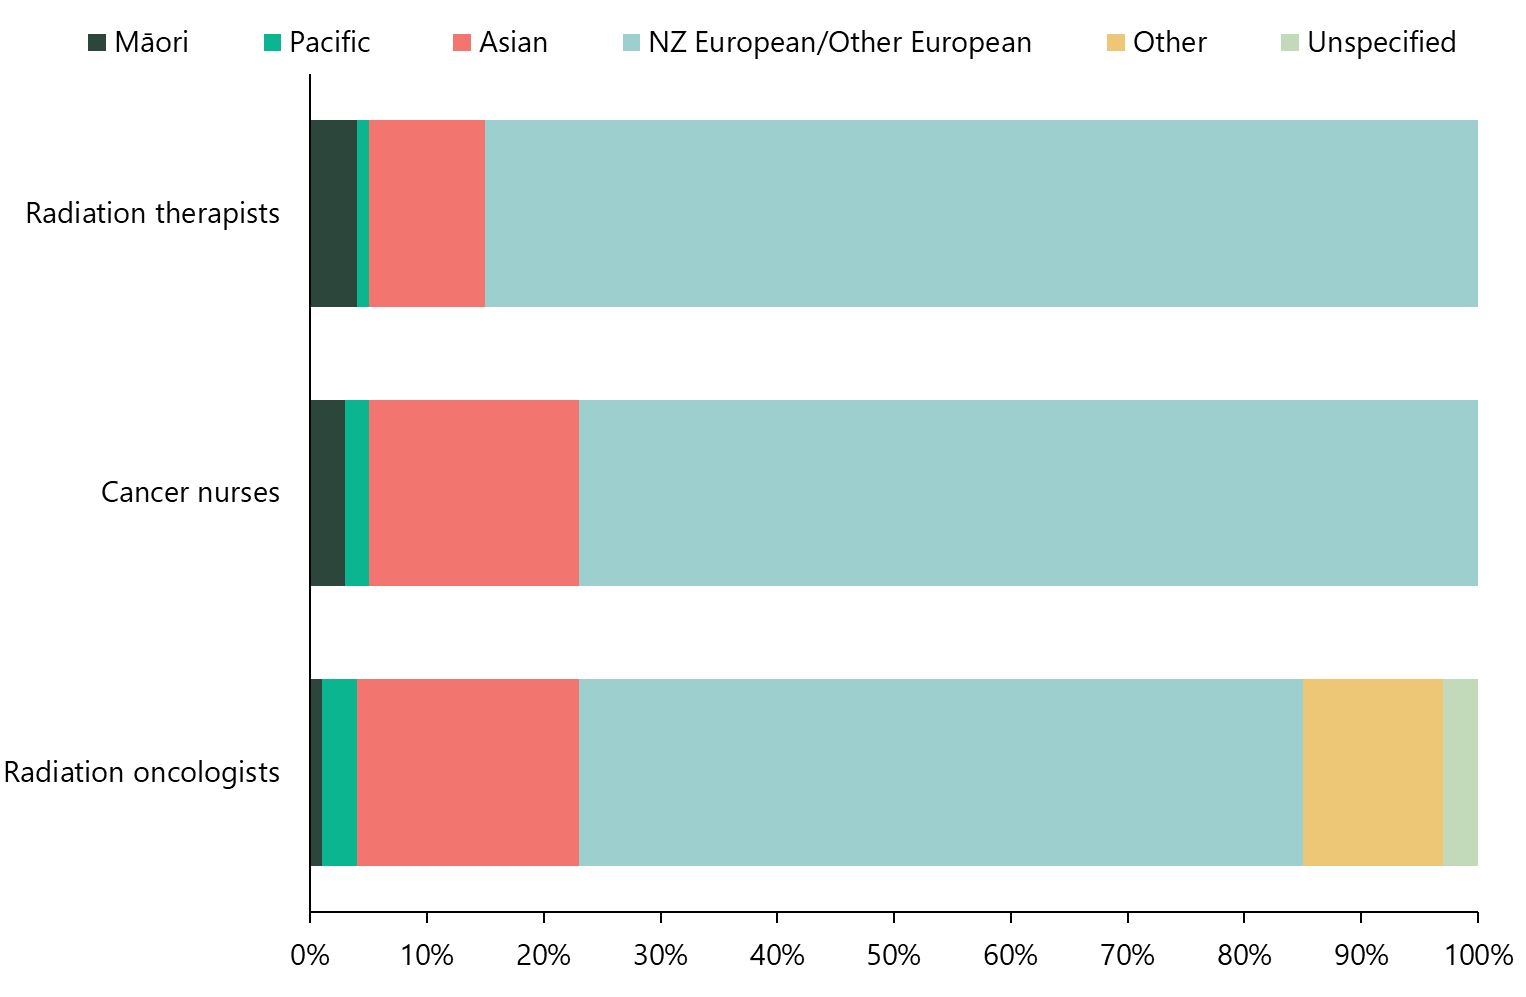 Māori Pacific Asian NZ European/Other European Other Unspecified
Radiation therapists
Cancer nurses
Radiation oncologists
0% 10% 20% 30% 40% 50% 60% 70% 80% 90% 100%